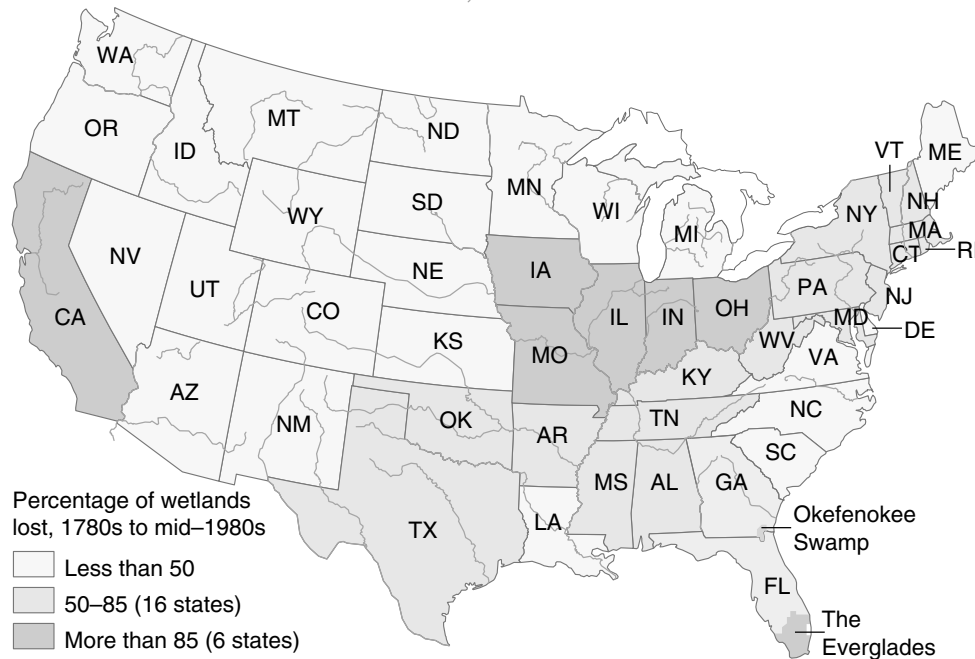 WA
MT
ND
VT
ME
OR
ID
MN
SD
WI
NY
NH
WY
MI
MA
CT
R
NV
NE
IA
PA
NJ
UT
IL
IN
OH
CA
CO
MD
DE
KS
MO
WV
VA
KY
AZ
NM
OK
TN
NC
AR
SC
MS
AL
GA
TX
LA
Okefenokee
Swamp
FL
The
Everglades
Percentage of wetlands
lost, 1780s to mid–1980s
Less than 50
50–85 (16 states)
More than 85 (6 states)